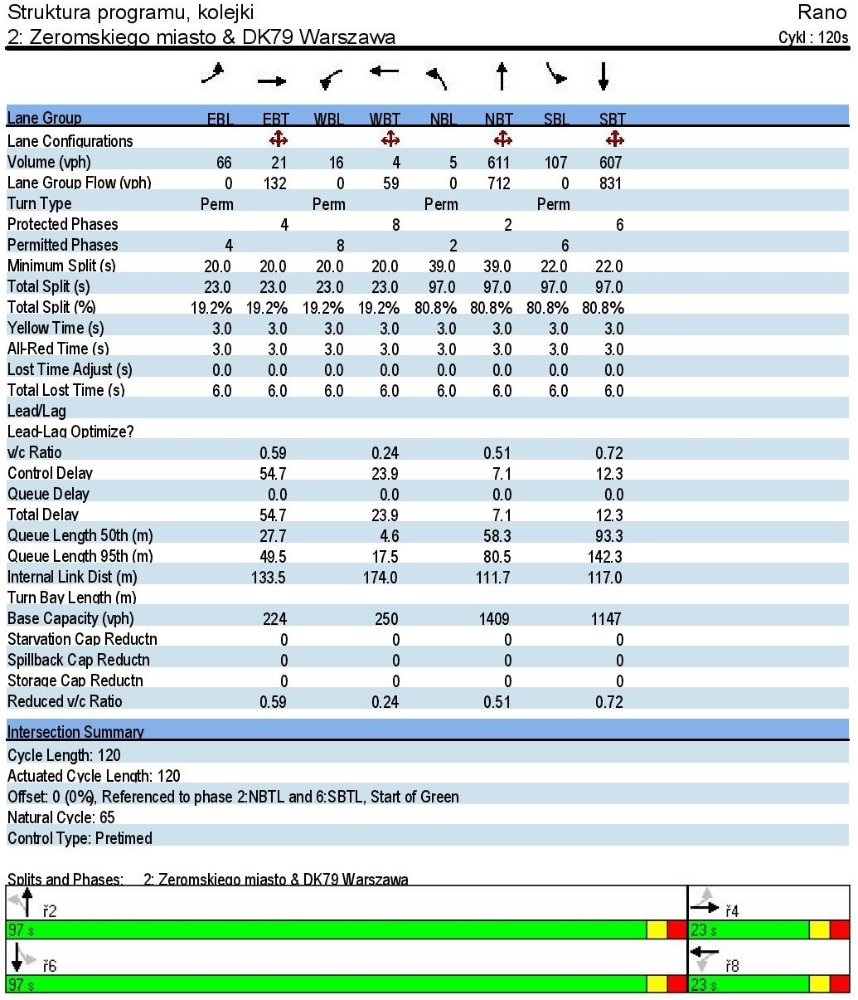 Struktura programu, kolejki Rano
2: Zeromskiego miasto & DK79 Warszawa Cykl : 120s
Lane Group EBL EBT WBL WBT NBL NBT SBL SBT
Lane Configurations
Volume (vph) 66 21 16 4 5 611 107 607
Lane Group Flow (vph) 0 132 0 59 0 712 0 831
Turn Type Perm Perm Perm Perm
Protected Phases 4 8 2 6
Permitted Phases 4 8 2 6
Minimum Split (s) 20.0 20.0 20.0 20.0 39.0 39.0 22.0 22.0
Total Split (s) 23.0 23.0 23.0 23.0 97.0 97.0 97.0 97.0
Total Split (%) 19.2% 19.2% 19.2% 19.2% 80.8% 80.8% 80.8% 80.8%
Yellow Time (s) 3.0 3.0 3.0 3.0 3.0 3.0 3.0 3.0
All-Red Time (s) 3.0 3.0 3.0 3.0 3.0 3.0 3.0 3.0
Lost Time Adjust (s) 0.0 0.0 0.0 0.0 0.0 0.0 0.0 0.0
Total Lost Time (s) 6.0 6.0 6.0 6.0 6.0 6.0 6.0 6.0
Lead/Lag
Lead-Lag Optimize?
v/c Ratio 0.59 0.24 0.51 0.72
Control Delay 54.7 23.9 7.1 12.3
Queue Delay 0.0 0.0 0.0 0.0
Total Delay 54.7 23.9 7.1 12.3
Queue Length 50th (m) 27.7 4.6 58.3 93.3
Queue Length 95th (m) 49.5 17.5 80.5 142.3
Internal Link Dist (m) 133.5 174.0 111.7 117.0
Turn Bay Length (m)
Base Capacity (vph) 224 250 1409 1147
Starvation Cap Reductn 0 0 0 0
Spillback Cap Reductn 0 0 0 0
Storage Cap Reductn 0 0 0 0
Reduced v/c Ratio 0.59 0.24 0.51 0.72
Intersection Summary
Cycle Length: 120
Actuated Cycle Length: 120
Offset: 0 (0%), Referenced to phase 2:NBTL and 6:SBTL, Start of Green
Natural Cycle: 65
Control Type: Pretimed
Splits and Phases: 2: Zeromskiego miasto & DK79 Warszawa
ř2 ř4
97 s 23 s
ř6 ř8
97 s 23 s